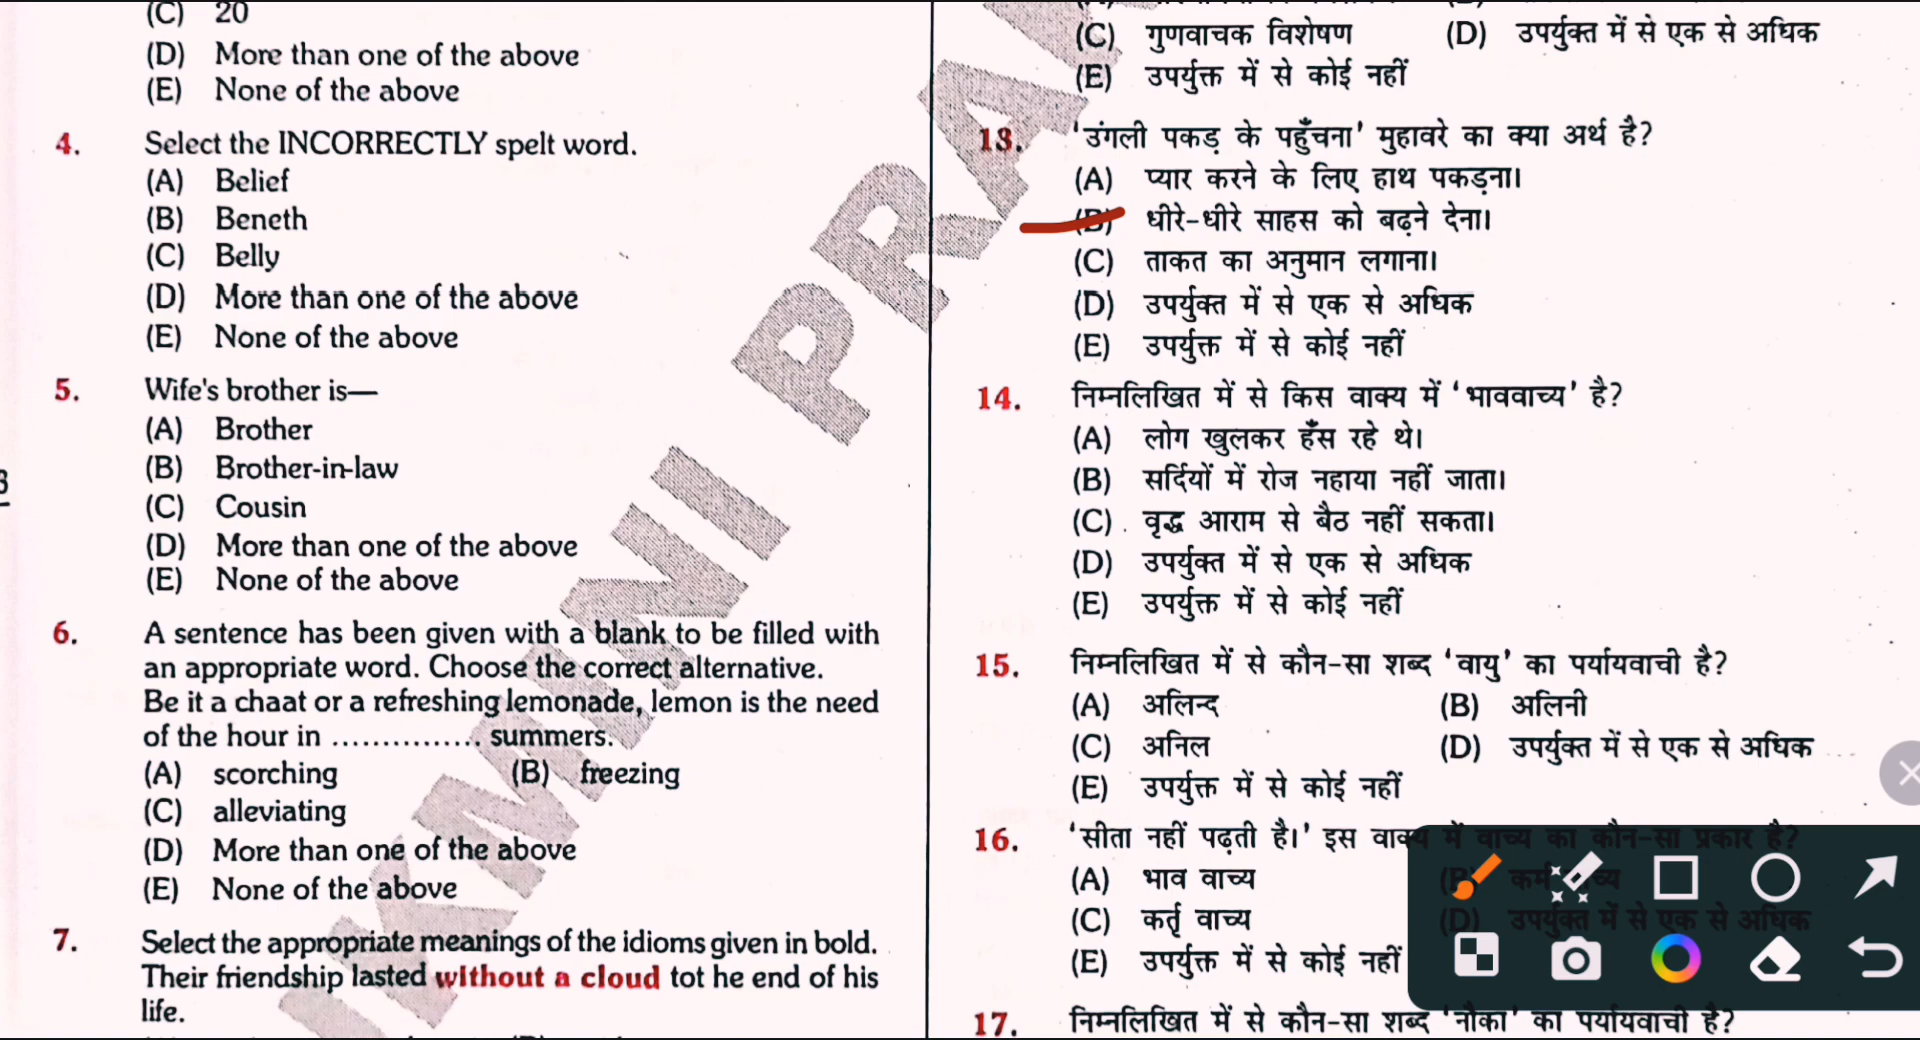 (C) 20
(D) More than one of the above
(E) None of the above
4. Select the INCORRECTLY spelt word.
(A) Belief
(B) Beneth
(C) Belly
(D) More than one of the above
(E) None of the above
5. Wife's brother is—
(A) Brother
(B) Brother-in-law
(C) Cousin
(D) More than one of the above
(E) None of the above
6. A sentence has been given with a blank to be filled with
an appropriate word. Choose the correct alternative.
Be it a chaat or a refreshing lemonade, lemon is the need
of the hour in ............... summers.
(A) scorching (B) freezing
(C) alleviating
(D) More than one of the above
(E) None of the above
7. Select the appropriate meanings of the idioms given in bold.
Their friendship lasted without a cloud tot he end of his
life.
(C) गुणवाचक विशेषण (D) उपर्युक्त में से एक से अधिक
(E) उपर्युक्त में से कोई नहीं
13. 'उंगली पकड़ के पहुँचना' मुहावरे का क्या अर्थ है?
(A) प्यार करने के लिए हाथ पकड़ना।
(B) धीरे-धीरे साहस को बढ़ने देना।
(C) ताकत का अनुमान लगाना।
(D) उपर्युक्त में से एक से अधिक
(E) उपर्युक्त में से कोई नहीं
14. निम्नलिखित में से किस वाक्य में 'भाववाच्य' है?
(A) लोग खुलकर हँस रहे थे।
(B) सर्दियों में रोज नहाया नहीं जाता।
(C) वृद्ध आराम से बैठ नहीं सकता।
(D) उपर्युक्त में से एक से अधिक
(E) उपर्युक्त में से कोई नहीं
15. निम्नलिखित में से कौन-सा शब्द 'वायु' का पर्यायवाची है?
(A) अलिन्द (B) अलिनी
(C) अनिल (D) उपर्युक्त में से एक से अधिक
(E) उपर्युक्त में से कोई नहीं
16. 'सीता नहीं पढ़ती है।' इस वाक्य में वाच्य का कौन-सा प्रकार है?
(A) भाव वाच्य (B)
(C) कर्तृ वाच्य (D) उपर्युक्त में से एक से अधिक
(E) उपर्युक्त में से कोई नहीं
17. निम्नलिखित में से कौन-सा शब्द 'नौका' का पर्यायवाची है?